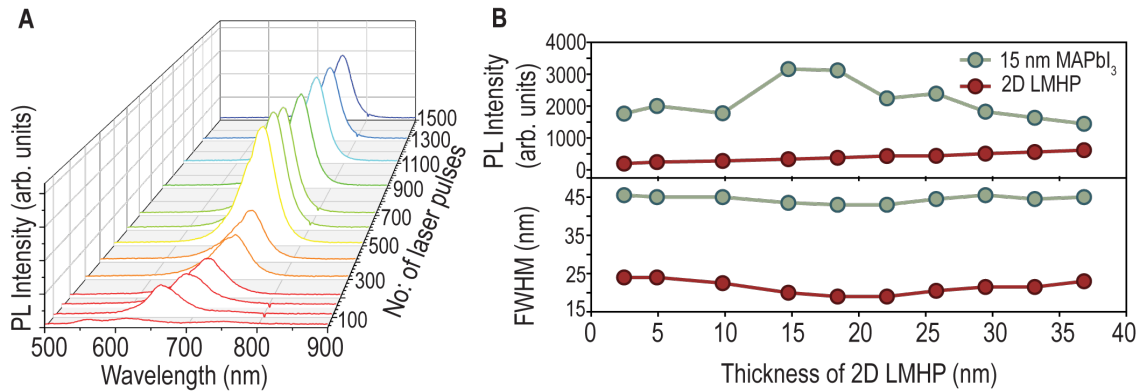 A
PL Intensity (arb. units)
500
600
700
800
900
Wavelength (nm)
100
300
500
700
900
1100
1300
1500
No: of laser pulses
B
PL Intensity
(arb. units)
4000
3000
2000
1000
0
15 nm MAPbI₃
2D LMHP
FWHM (nm)
45
35
25
15
0
5
10
15
20
25
30
35
40
Thickness of 2D LMHP (nm)